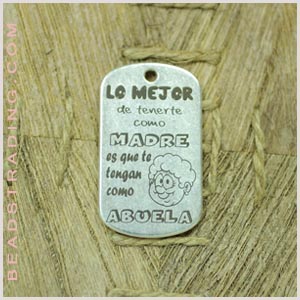 LO MEJOR
de tenerte
como
MADRE
es que te
tengan
como
ABUELA
BEADSTRADING.COM